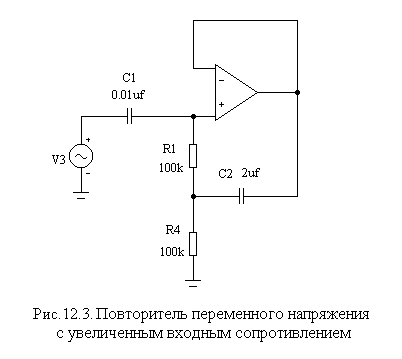 C1
0.01uf
−
+
R1
100k
+
V3
−
C2 2uf
R4
100k
Рис.12.3. Повторитель переменного напряжения
с увеличенным входным сопротивлением